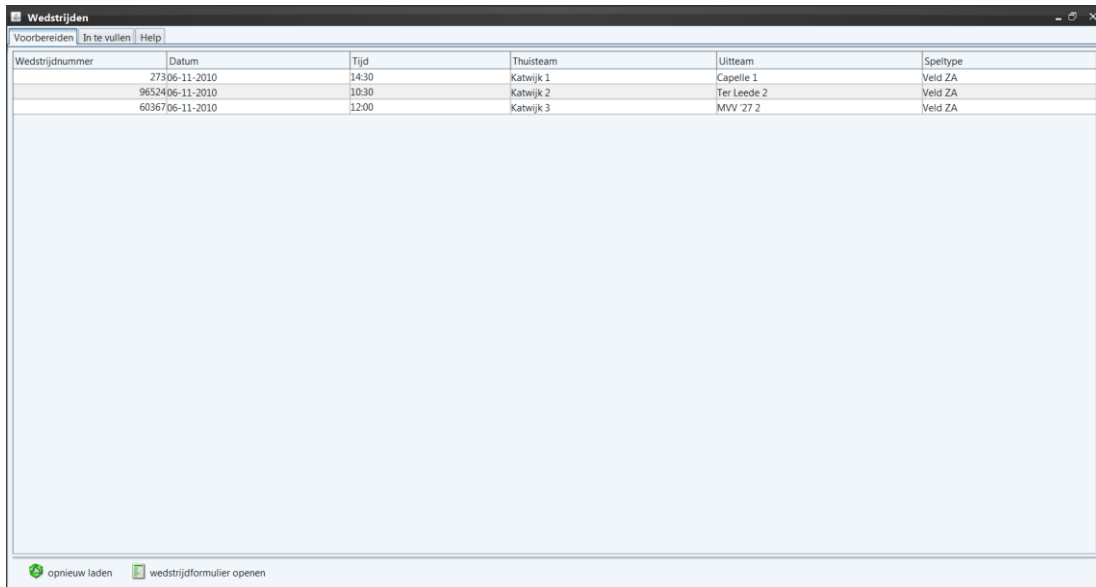 Wedstrijden
Voorbereiden In te vullen Help
Wedstrijdnummer Datum Tijd Thuisteam Uitteam Speltype
273 06-11-2010 14:30 Katwijk 1 Capelle 1 Veld ZA
96524 06-11-2010 10:30 Katwijk 2 Ter Leede 2 Veld ZA
60367 06-11-2010 12:00 Katwijk 3 MVV '27 2 Veld ZA
opnieuw laden wedstrijdformulier openen